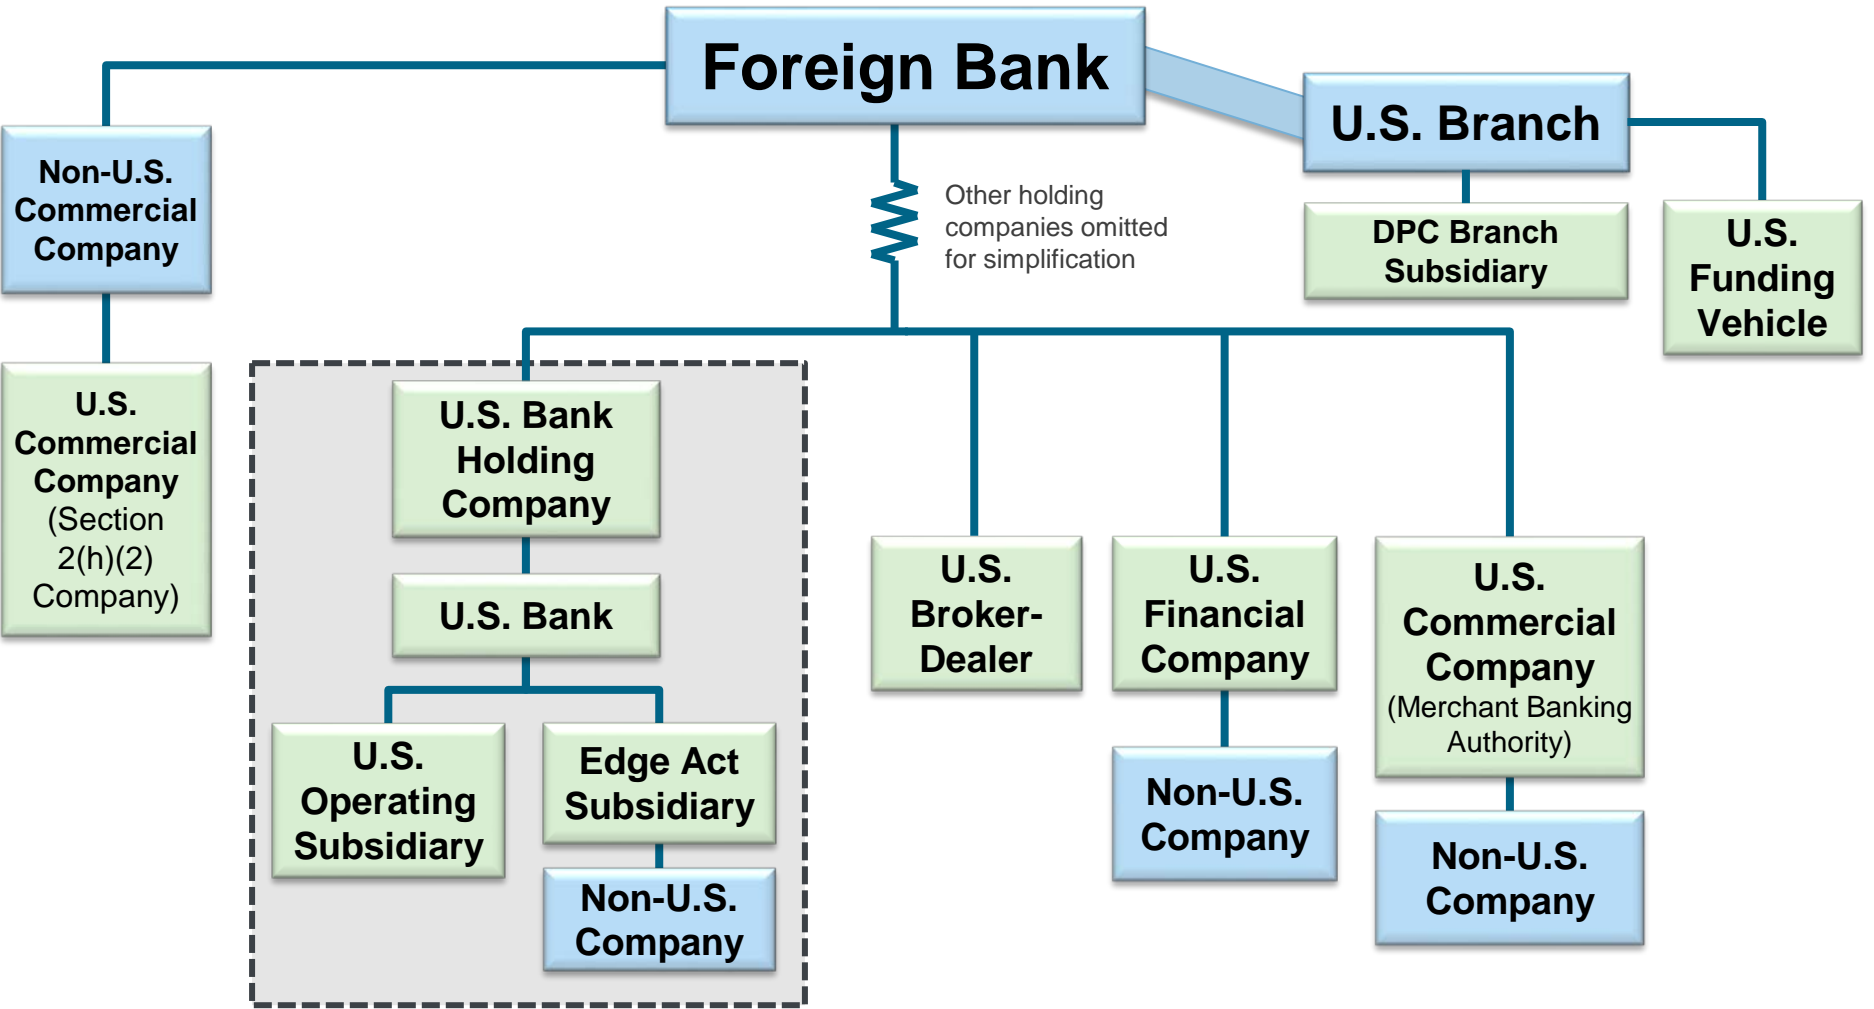 Foreign Bank
U.S. Branch
Non-U.S.
Commercial
Company
Other holding
companies omitted
for simplification
DPC Branch
Subsidiary
U.S.
Funding
Vehicle
U.S.
Commercial
Company
(Section
2(h)(2)
Company)
U.S. Bank
Holding
Company
U.S. Bank
U.S.
Operating
Subsidiary
Edge Act
Subsidiary
Non-U.S.
Company
U.S.
Broker-
Dealer
U.S.
Financial
Company
Non-U.S.
Company
U.S.
Commercial
Company
(Merchant Banking
Authority)
Non-U.S.
Company